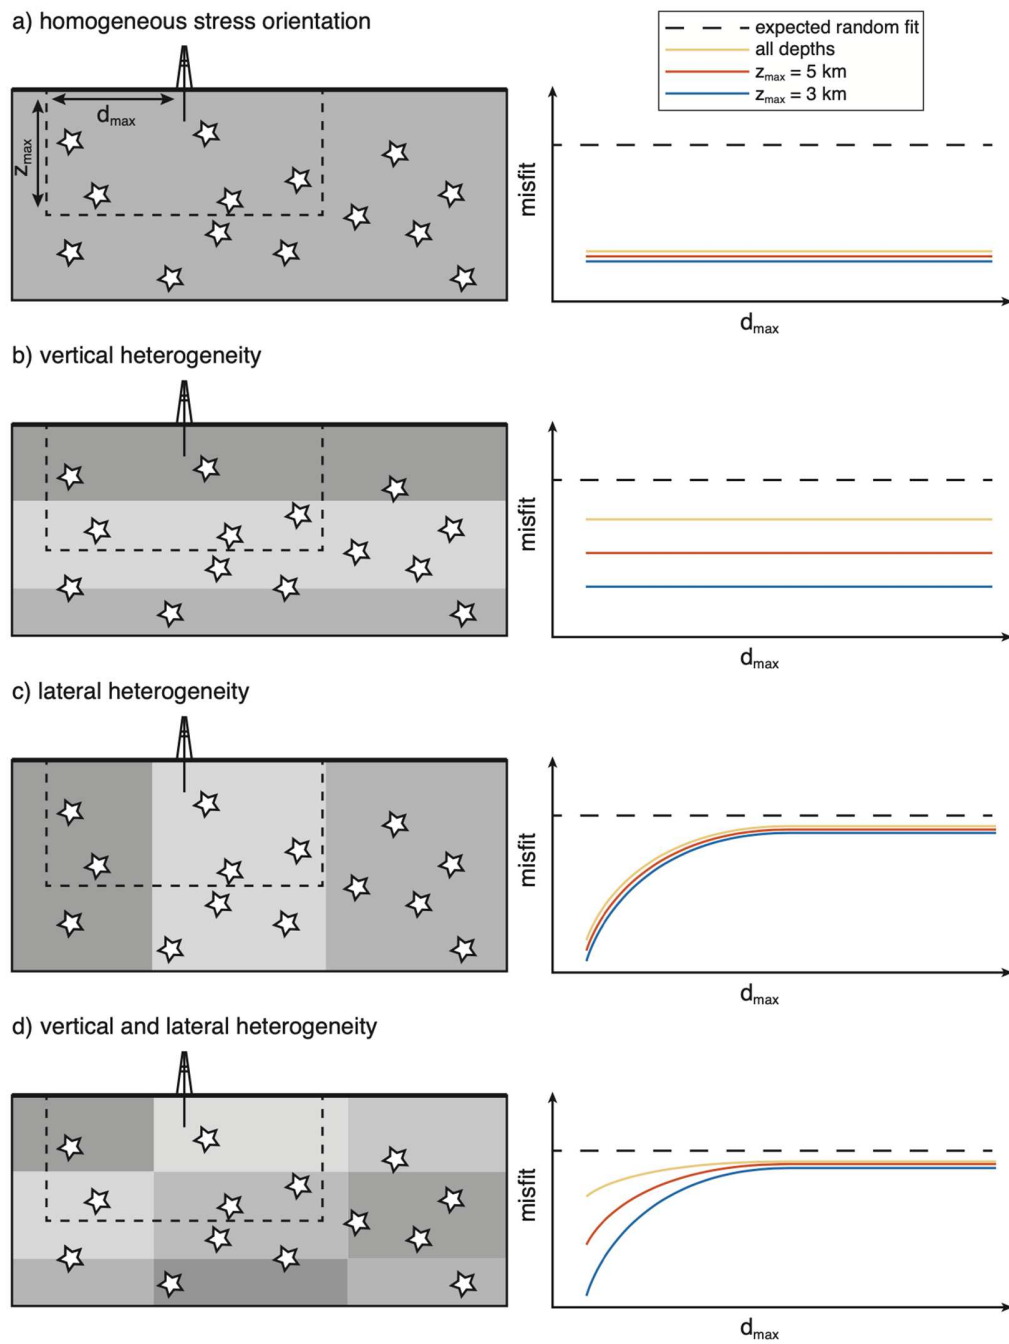 a) homogeneous stress orientation
expected random fit
all depths
zmax = 5 km
zmax = 3 km
dmax
zmax
misfit
dmax
b) vertical heterogeneity
misfit
dmax
c) lateral heterogeneity
misfit
dmax
d) vertical and lateral heterogeneity
misfit
dmax